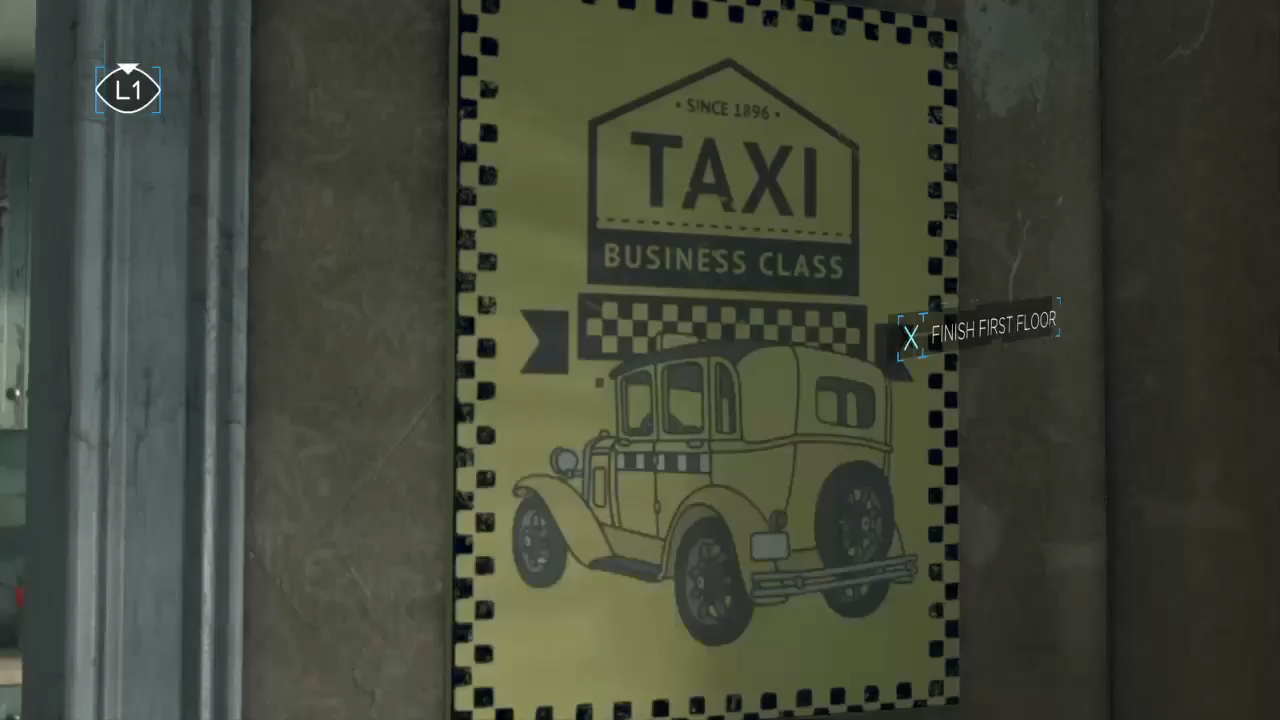 L1
• SINCE 1896 •
TAXI
BUSINESS CLASS
X FINISH FIRST FLOOR